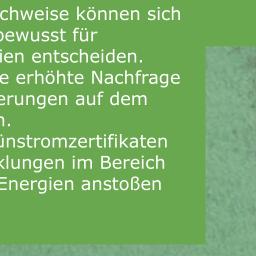 chweise können sich
bewusst für
ien entscheiden.
e erhöhte Nachfrage
erungen auf dem
n.
ünstromzertifikaten
klungen im Bereich
Energien anstoßen